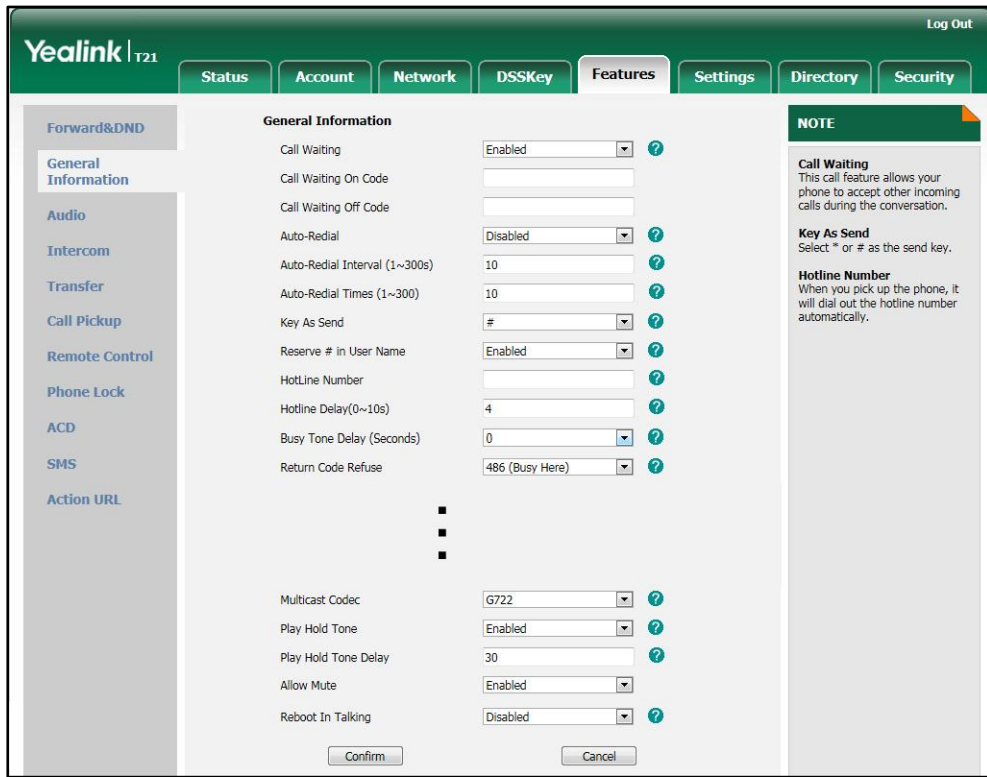 Log Out
Yealink T21
Status Account Network DSSKey Features Settings Directory Security
Forward&DND
General
Information
Audio
Intercom
Transfer
Call Pickup
Remote Control
Phone Lock
ACD
SMS
Action URL
General Information
Call Waiting Enabled ?
Call Waiting On Code
Call Waiting Off Code
Auto-Redial Disabled ?
Auto-Redial Interval (1~300s) 10 ?
Auto-Redial Times (1~300) 10 ?
Key As Send # ?
Reserve # in User Name Enabled ?
HotLine Number ?
Hotline Delay(0~10s) 4 ?
Busy Tone Delay (Seconds) 0 ?
Return Code Refuse 486 (Busy Here) ?
Multicast Codec G722 ?
Play Hold Tone Enabled ?
Play Hold Tone Delay 30 ?
Allow Mute Enabled
Reboot In Talking Disabled ?
Confirm Cancel
NOTE
Call Waiting
This call feature allows your
phone to accept other incoming
calls during the conversation.
Key As Send
Select * or # as the send key.
Hotline Number
When you pick up the phone, it
will dial out the hotline number
automatically.